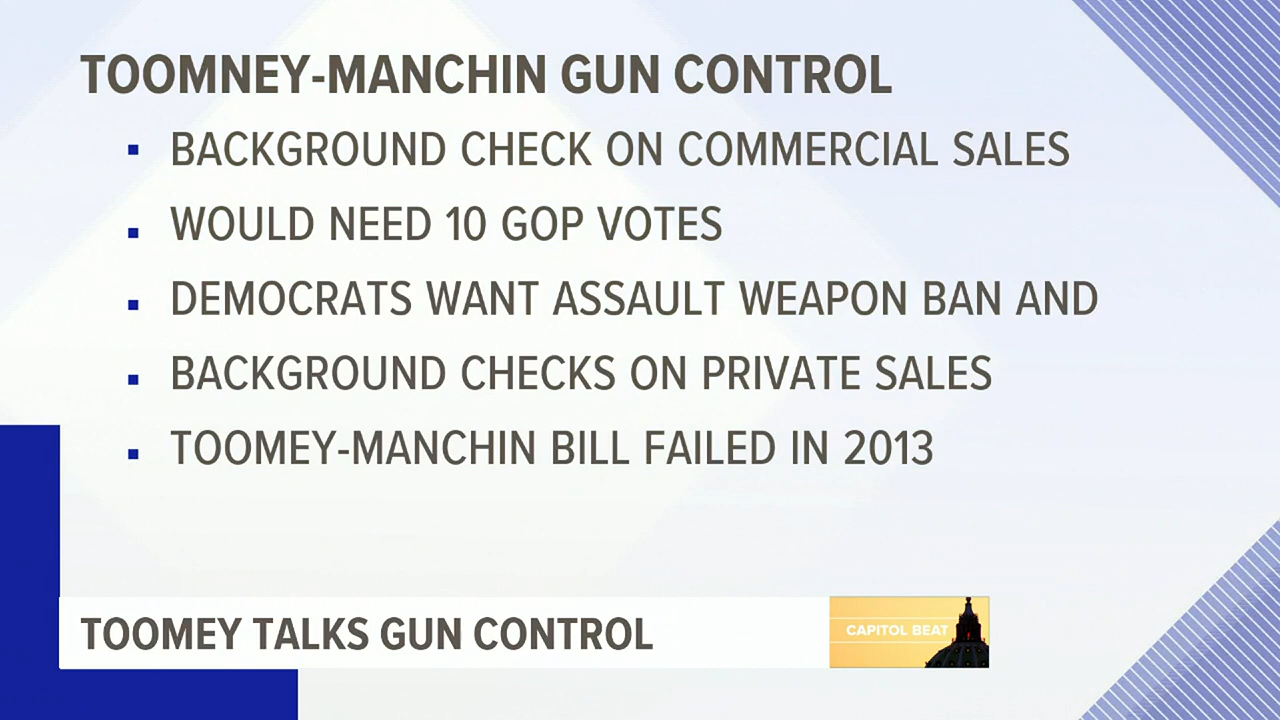 TOOMNEY-MANCHIN GUN CONTROL
BACKGROUND CHECK ON COMMERCIAL SALES
WOULD NEED 10 GOP VOTES
DEMOCRATS WANT ASSAULT WEAPON BAN AND
BACKGROUND CHECKS ON PRIVATE SALES
TOOMEY-MANCHIN BILL FAILED IN 2013
TOOMEY TALKS GUN CONTROL
CAPITOL BEAT